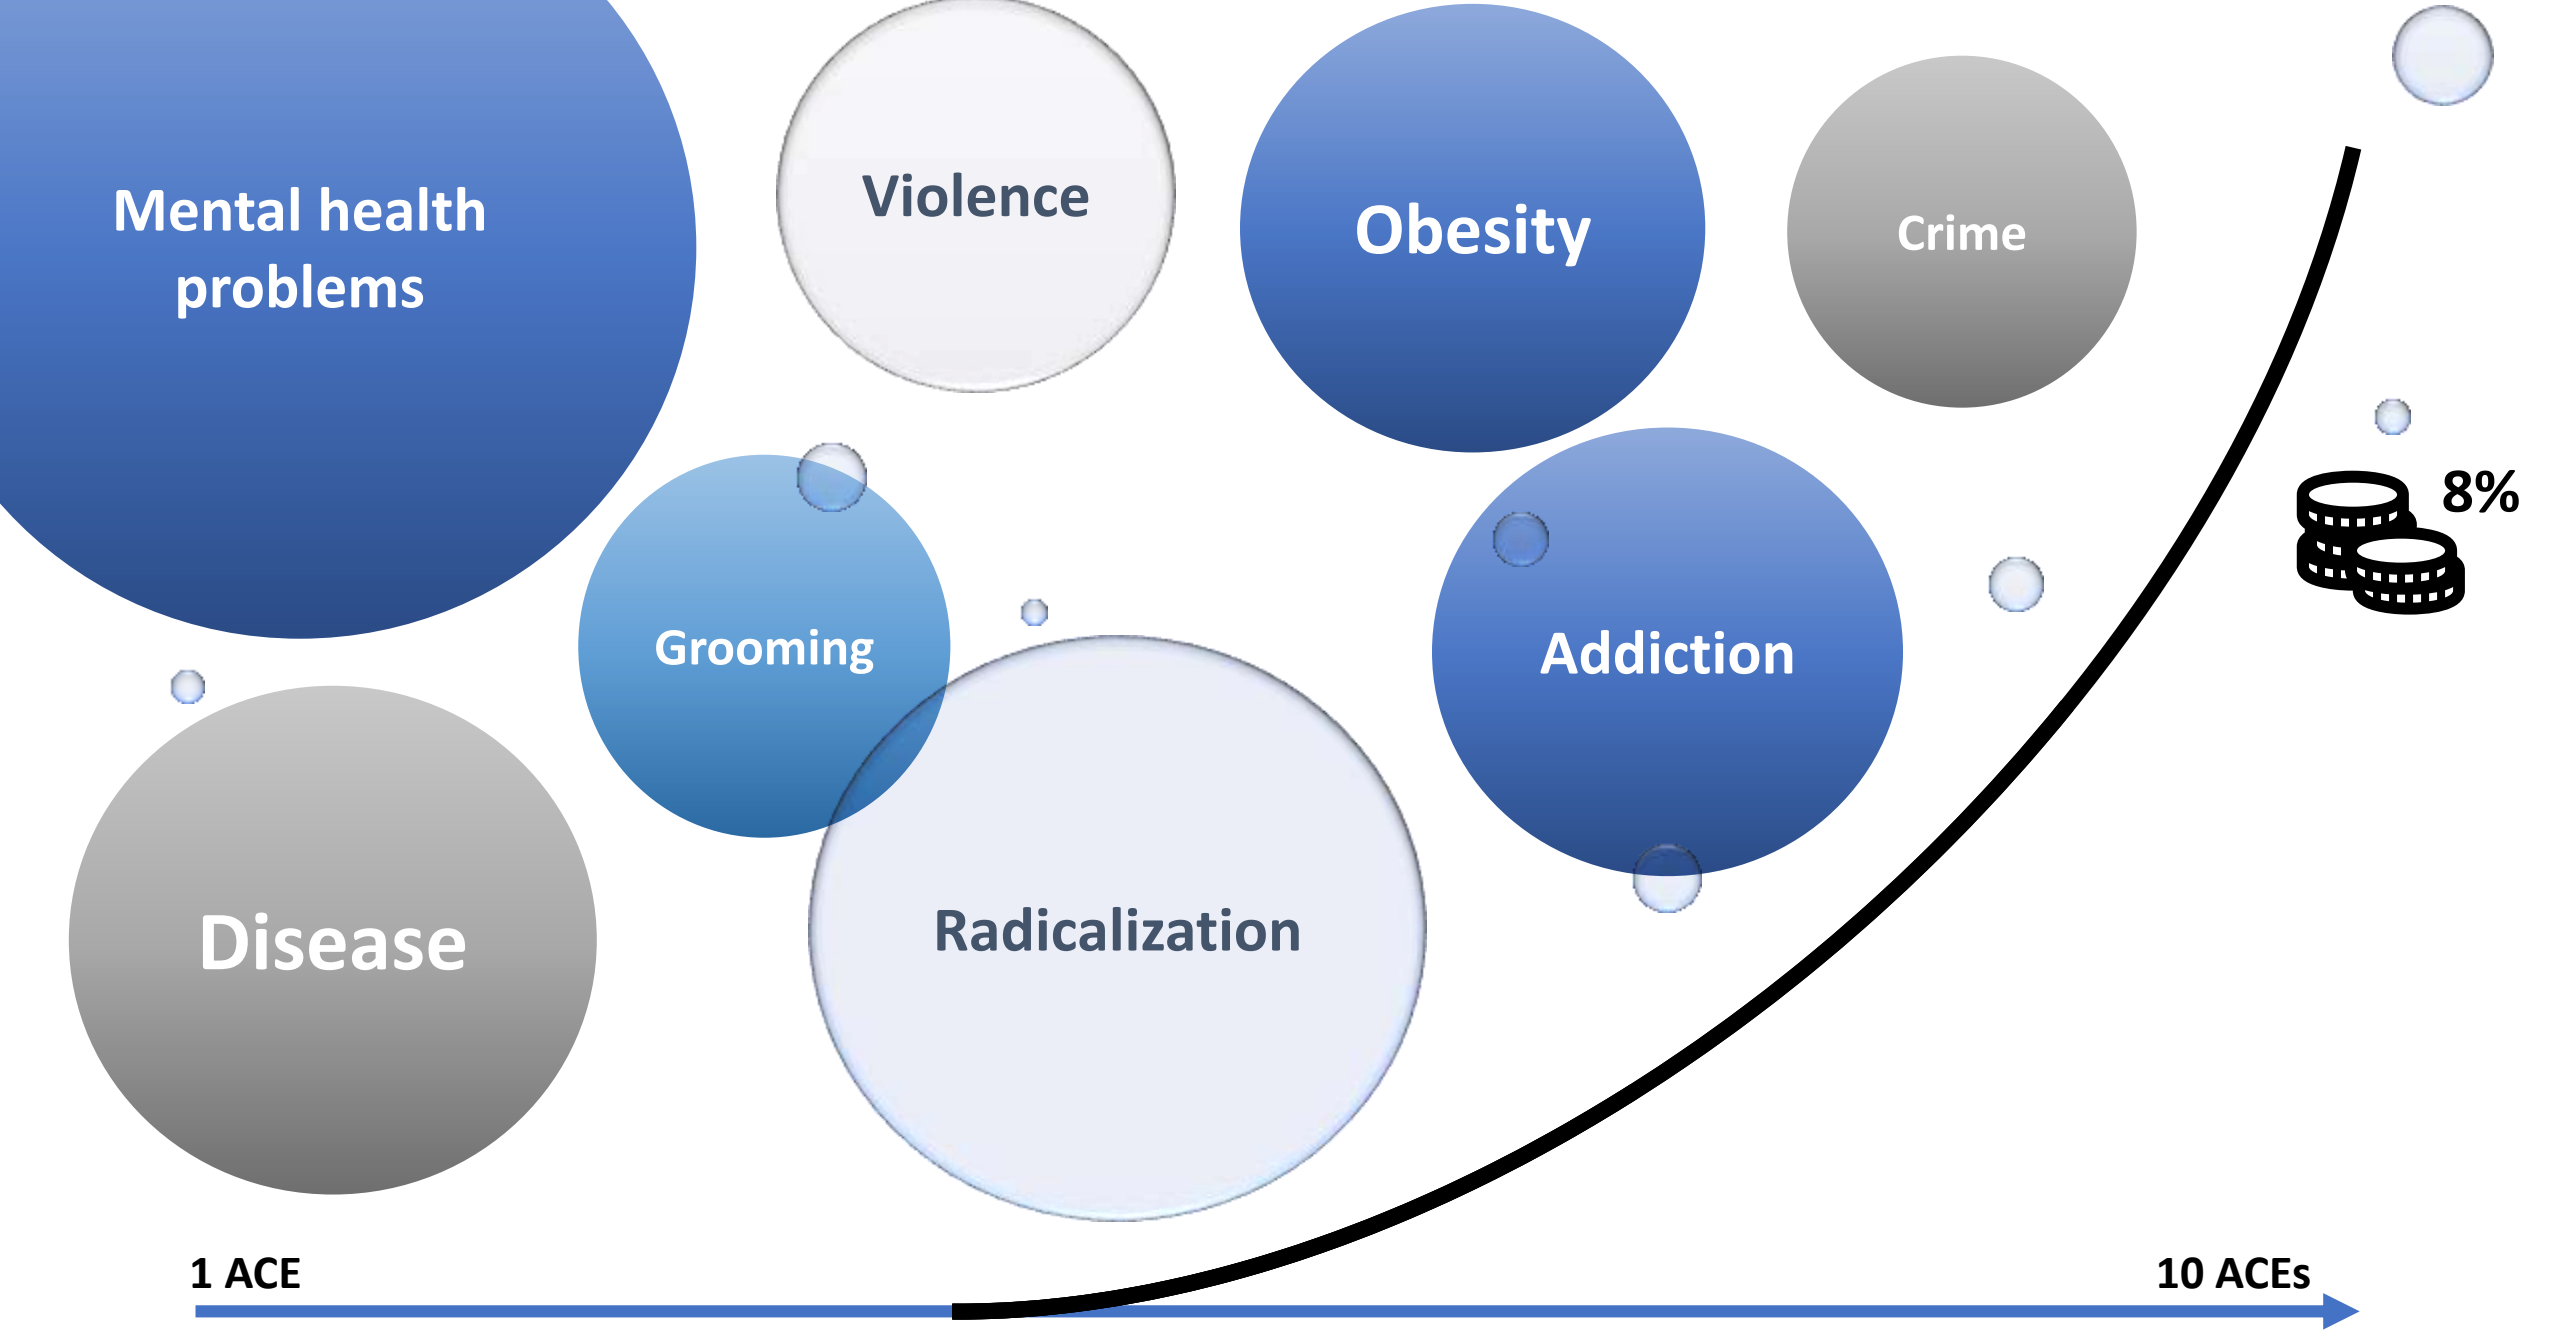 Mental health
problems
Violence
Obesity
Crime
8%
Grooming
Addiction
Disease
Radicalization
1 ACE
10 ACEs